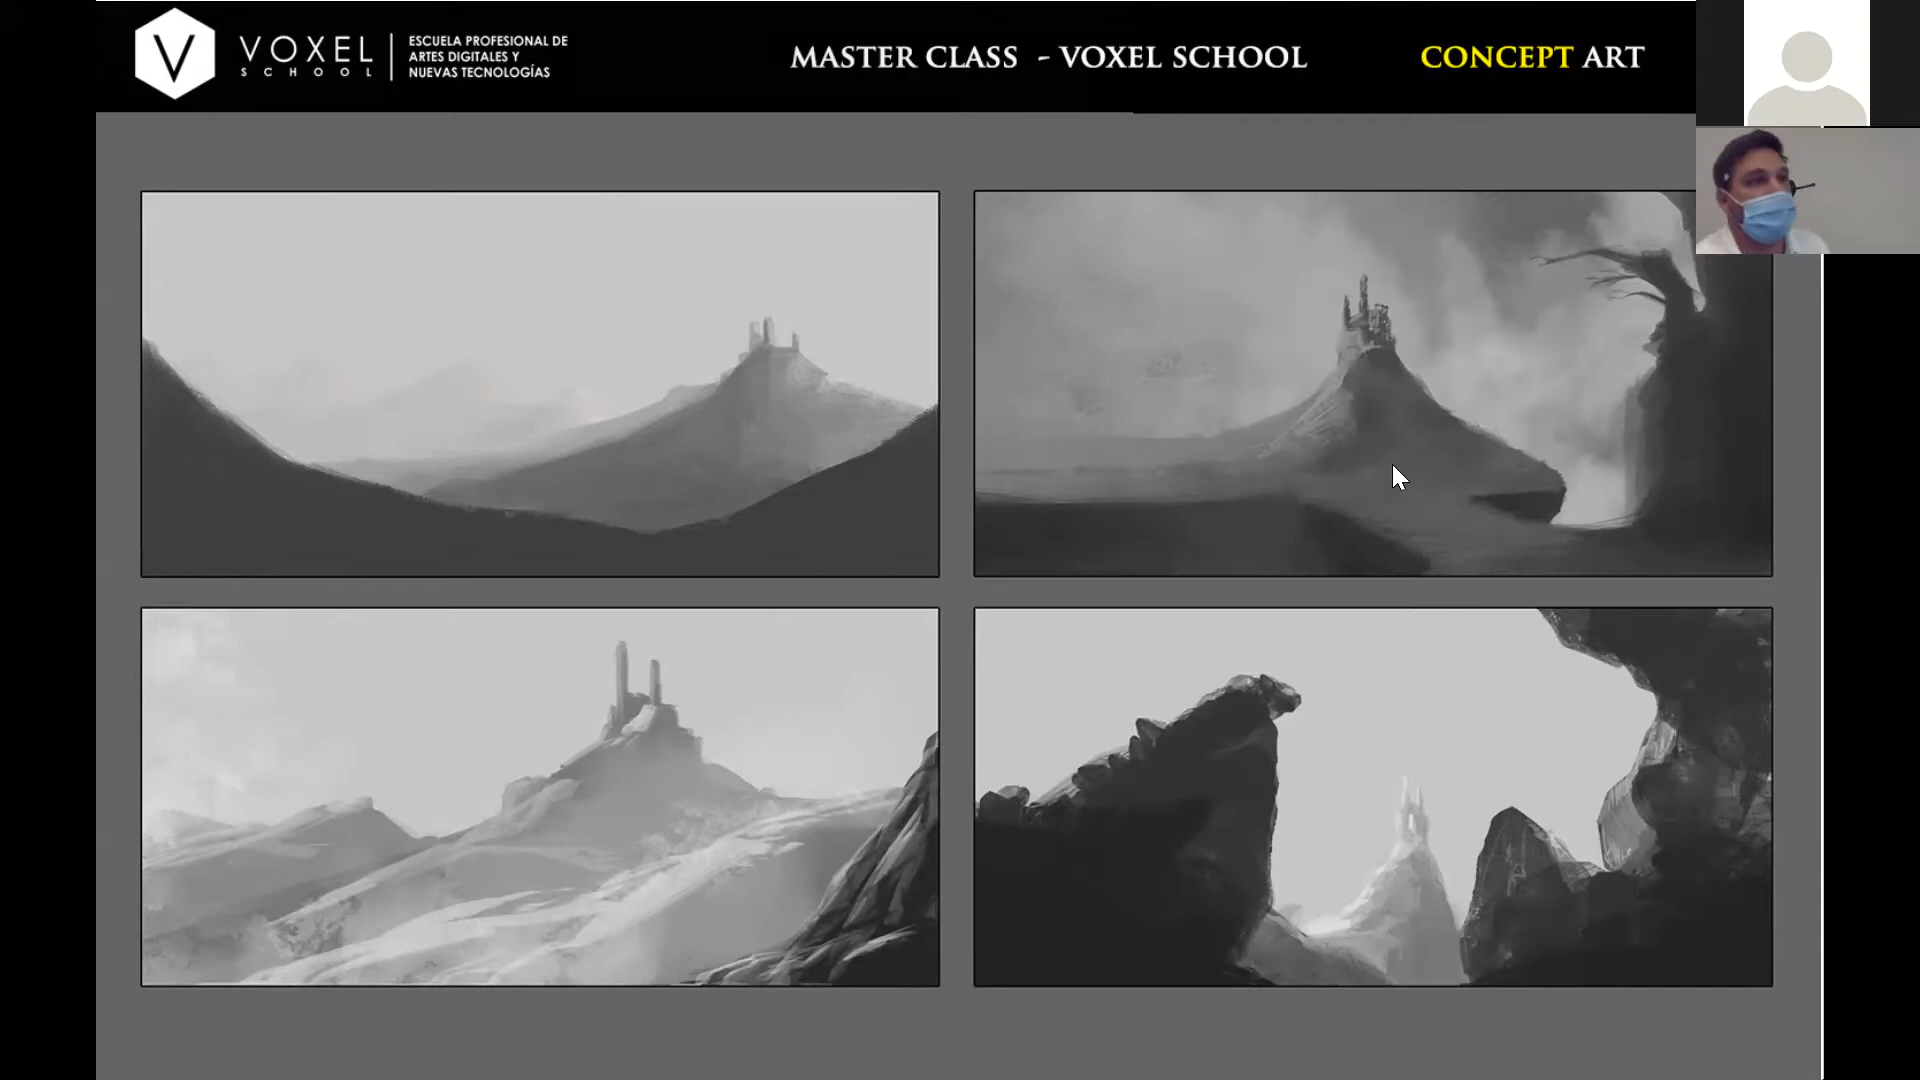 VOXEL
SCHOOL
ESCUELA PROFESIONAL DE
ARTES DIGITALES Y
NUEVAS TECNOLOGÍAS
MASTER CLASS - VOXEL SCHOOL
CONCEPT ART